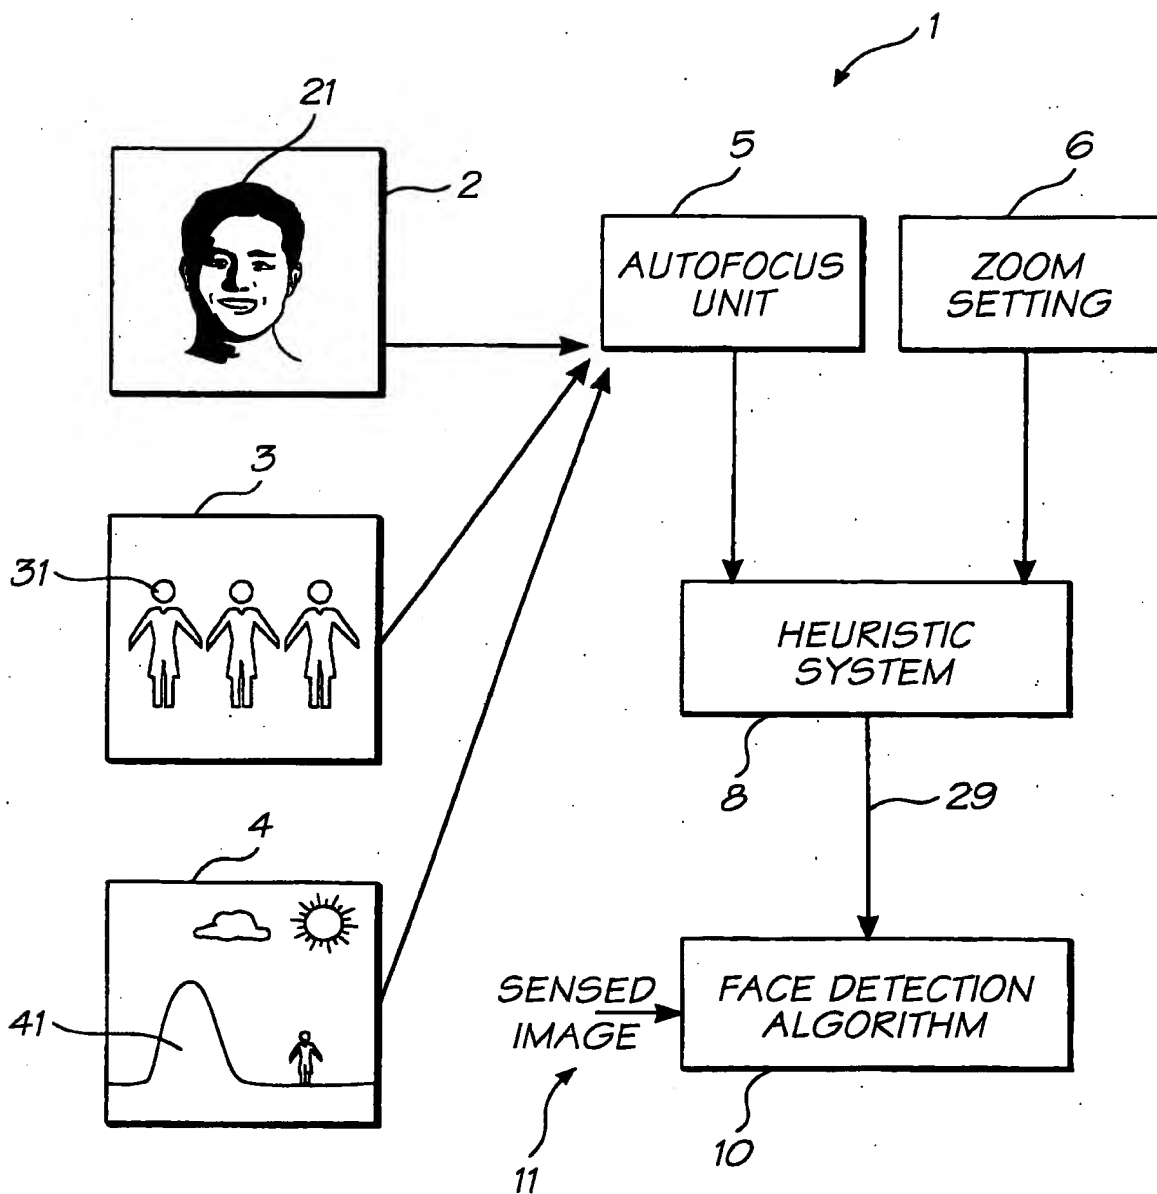 1
21
2
5
6
AUTOFOCUS
UNIT
ZOOM
SETTING
3
31
HEURISTIC
SYSTEM
8
29
4
41
SENSED
IMAGE
FACE DETECTION
ALGORITHM
11
10